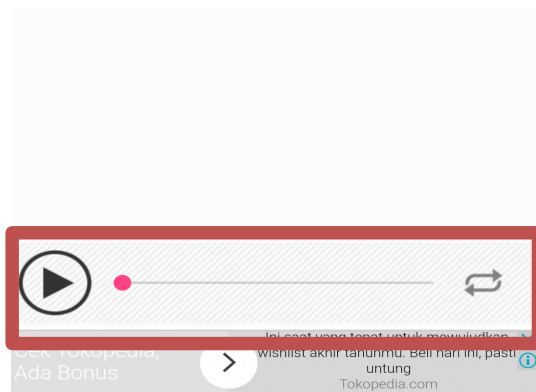 Cek Tokopedia,
Ada Bonus
Ini saat yang tepat untuk mewujudkan
wishlist akhir tahunmu. Beli hari ini, pasti
untung
Tokopedia.com